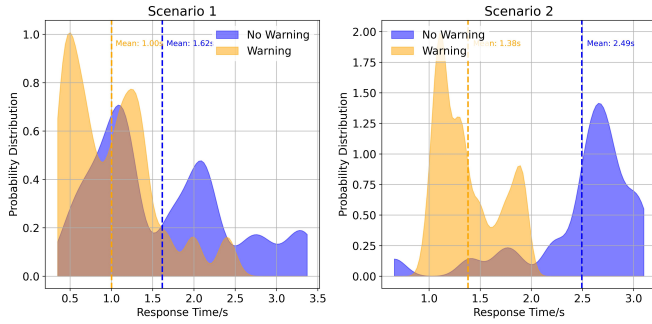 Scenario 1
Probability Distribution
1.0
0.8
0.6
0.4
0.2
0.0
Mean: 1.00s
Mean: 1.62s
No Warning
Warning
0.5
1.0
1.5
2.0
2.5
3.0
3.5
Response Time/s
Scenario 2
Probability Distribution
2.00
1.75
1.50
1.25
1.00
0.75
0.50
0.25
0.00
No Warning
Warning
1.38s
Mean: 2.49s
1.0
1.5
2.0
2.5
3.0
Response Time/s